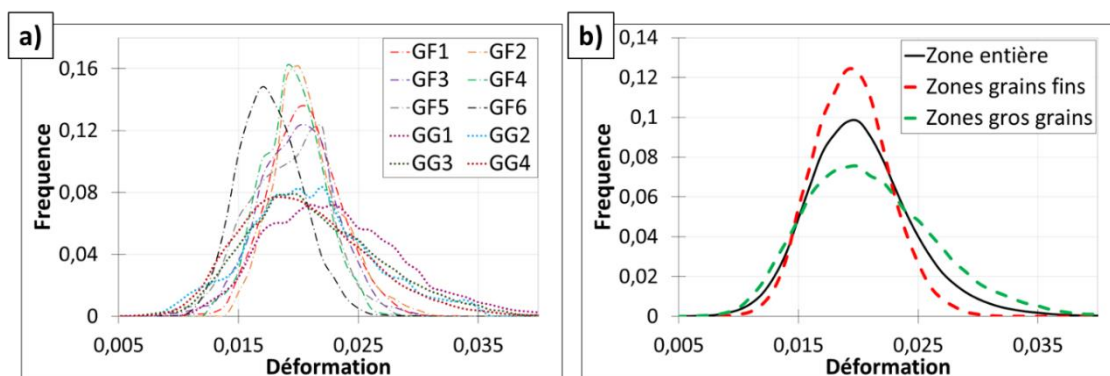 a)
Frequence
0,16
0,12
0,08
0,04
0
0,005 0,015 0,025 0,035
Déformation
GF1 GF2
GF3 GF4
GF5 GF6
GG1 GG2
GG3 GG4
b)
Frequence
0,14
0,12
0,1
0,08
0,06
0,04
0,02
0
0,005 0,015 0,025 0,035
Déformation
Zone entière
Zones grains fins
Zones gros grains